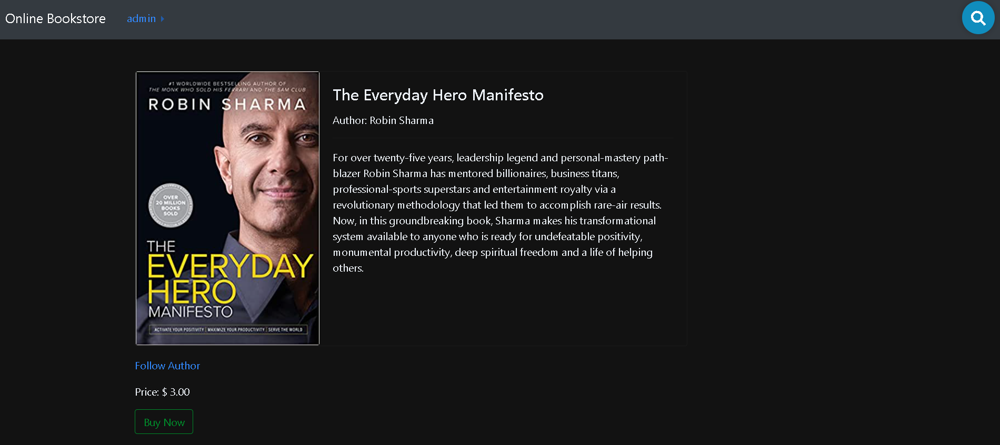 Online Bookstore
admin
#1 WORLDWIDE BESTSELLING AUTHOR OF
THE MONK WHO SOLD HIS FERRARI AND THE SAM CLUB
ROBIN SHARMA
OVER
20 MILLION
BOOKS
SOLD
THE
EVERYDAY
HERO
MANIFESTO
ACTIVATE YOUR POSITIVITY | MAXIMIZE YOUR PRODUCTIVITY | SERVE THE WORLD
The Everyday Hero Manifesto
Author: Robin Sharma
For over twenty-five years, leadership legend and personal-mastery path-
blazer Robin Sharma has mentored billionaires, business titans,
professional-sports superstars and entertainment royalty via a
revolutionary methodology that led them to accomplish rare-air results.
Now, in this groundbreaking book, Sharma makes his transformational
system available to anyone who is ready for undefeatable positivity,
monumental productivity, deep spiritual freedom and a life of helping
others.
Follow Author
Price: $ 3.00
Buy Now